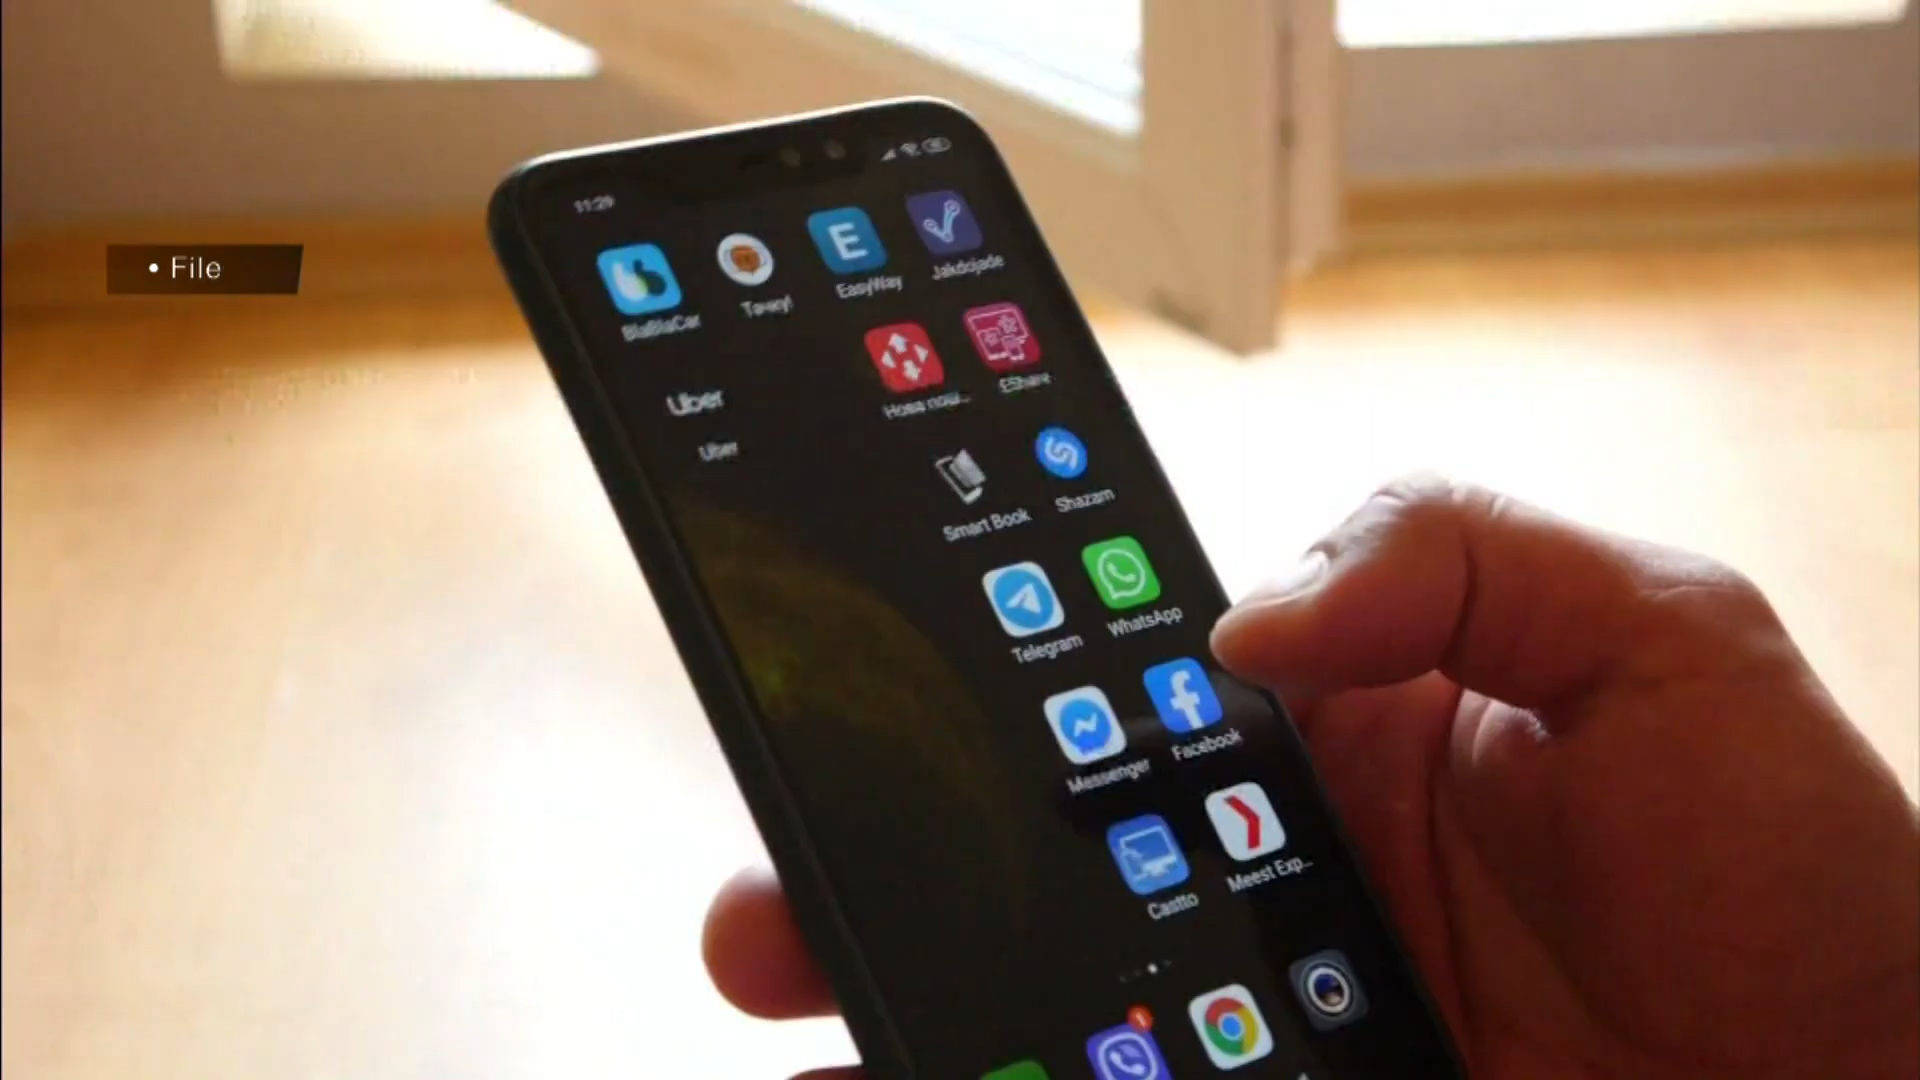 • File
11:29
BlaBlaCar
Таксу!
E
EasyWay
Jakdojade
Нова пош...
EShare
Uber
Uber
Smart Book
Shazam
Telegram
WhatsApp
Messenger
Facebook
Castto
Meest Exp...